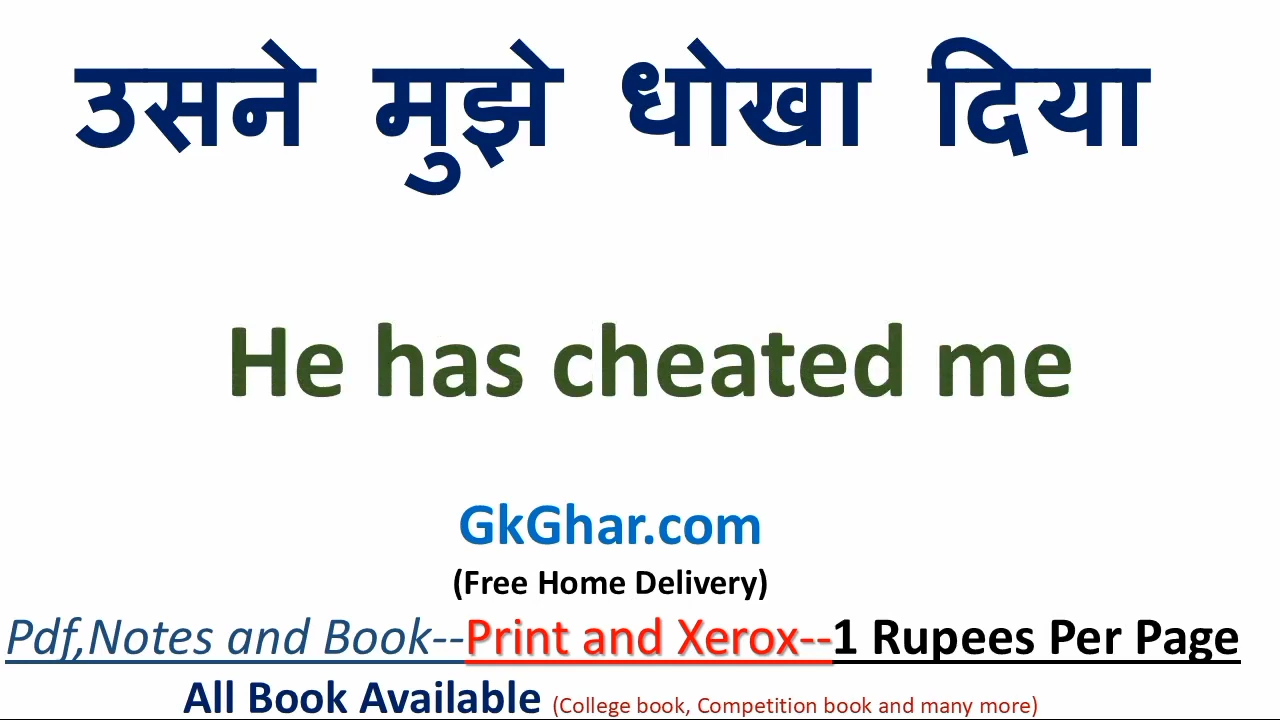 उसने मुझे धोखा दिया
He has cheated me
GkGhar.com
(Free Home Delivery)
Pdf,Notes and Book--Print and Xerox--1 Rupees Per Page
All Book Available (College book, Competition book and many more)